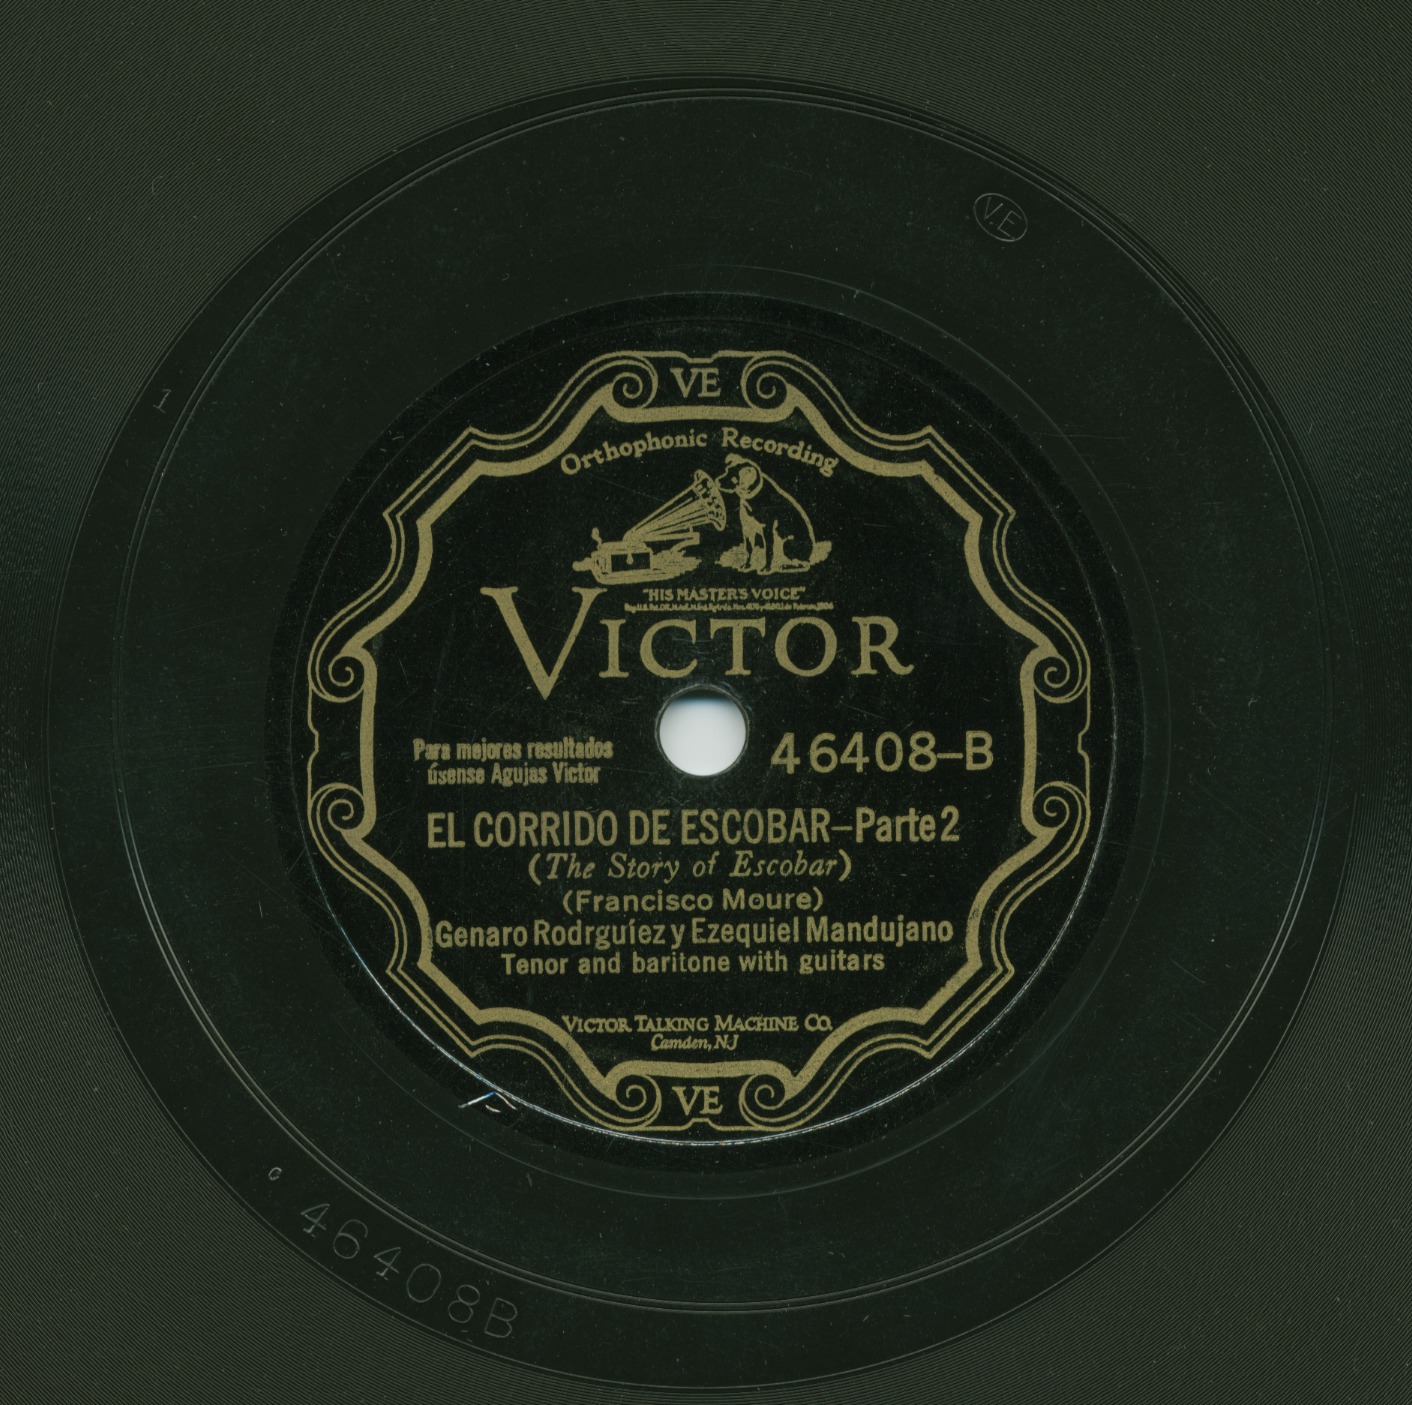 V.E
1
VE
Orthophonic Recording
"HIS MASTER'S VOICE"
VICTOR
Para mejores resultados
úsense Agujas Victor
46408-B
EL CORRIDO DE ESCOBAR-Parte 2
(The Story of Escobar)
(Francisco Moure)
Genaro Rodrguíez y Ezequiel Mandujano
Tenor and baritone with guitars
VICTOR TALKING MACHINE CO.
Camden, NJ
VE
46408B